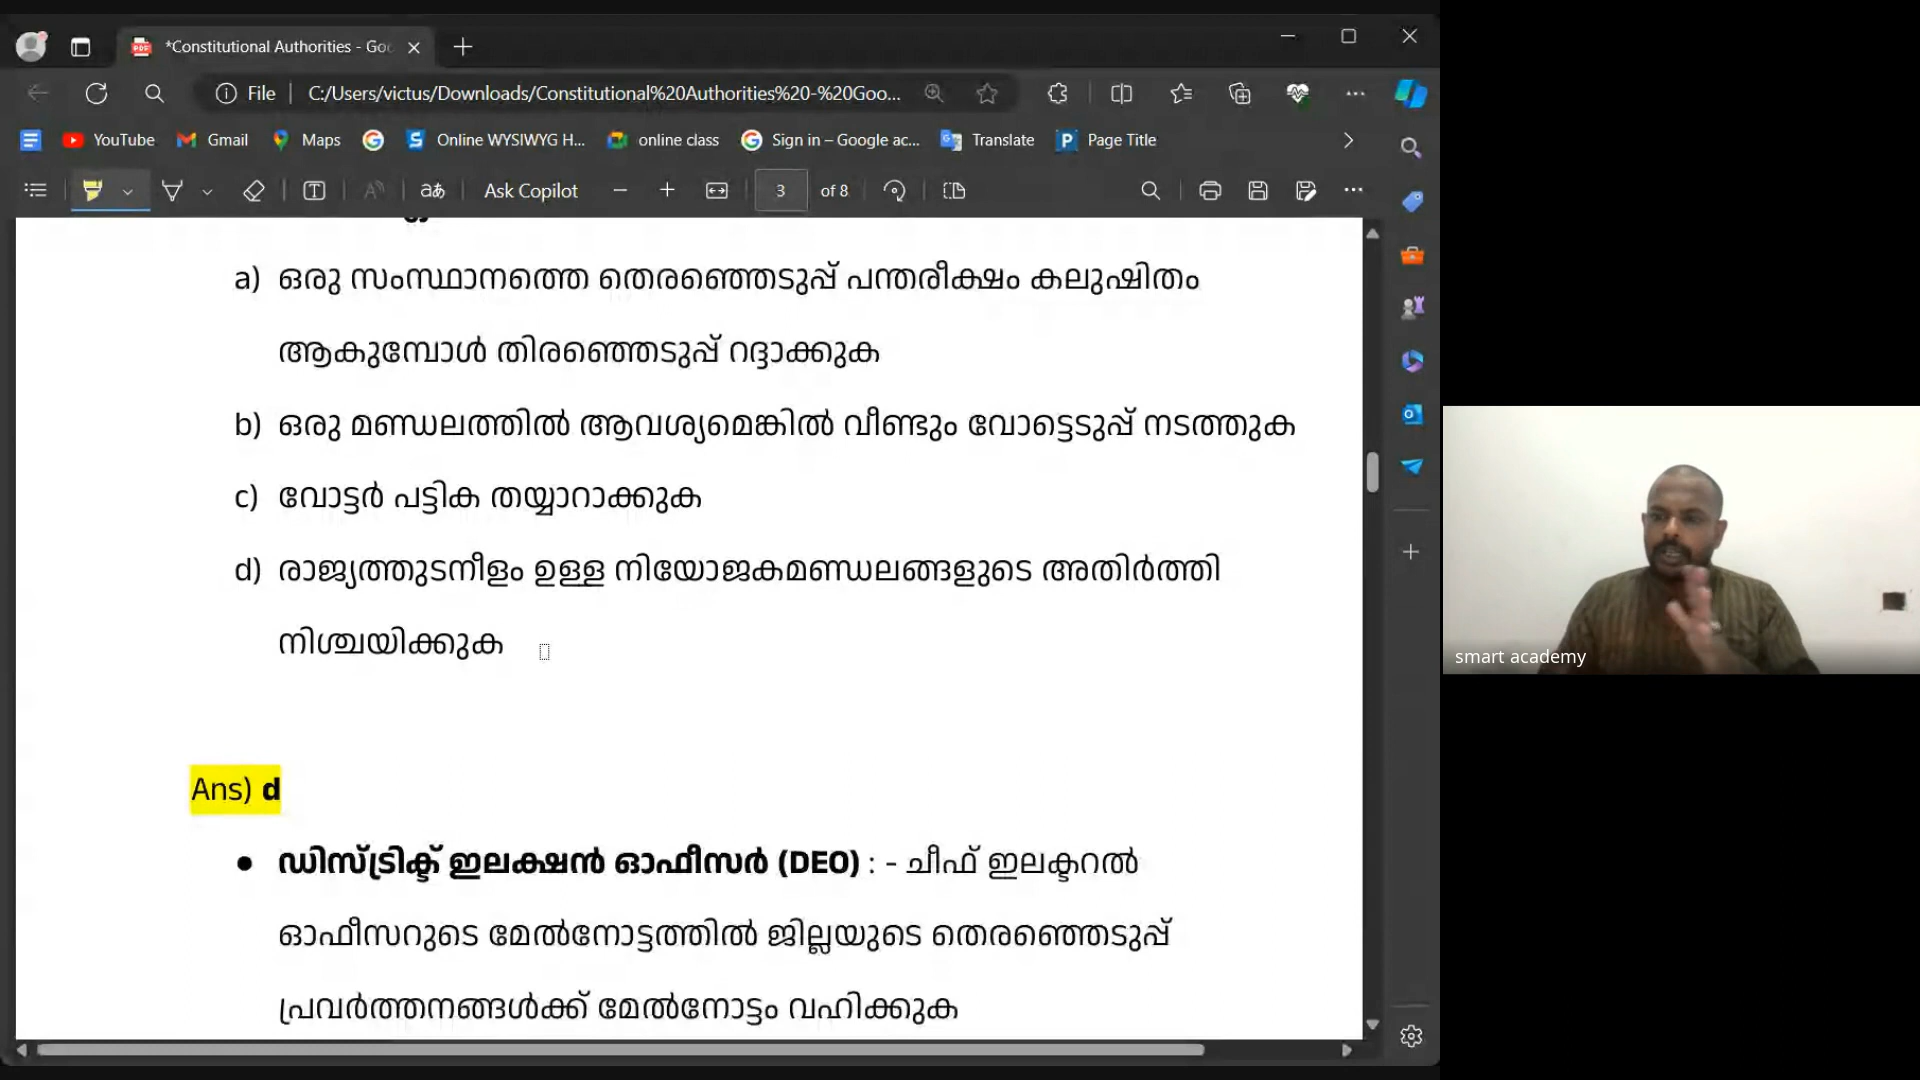 *Constitutional Authorities - Goo
File
C:/Users/victus/Downloads/Constitutional%20Authorities%20-%20Goo...
YouTube Gmail Maps Online WYSIWYG H... online class Sign in – Google ac... Translate Page Title
Ask Copilot 3 of 8
a) ഒരു സംസ്ഥാനത്തെ തെരഞ്ഞെടുപ്പ് പന്തരീക്ഷം കലുഷിതം
ആകുമ്പോൾ തിരഞ്ഞെടുപ്പ് റദ്ദാക്കുക
b) ഒരു മണ്ഡലത്തിൽ ആവശ്യമെങ്കിൽ വീണ്ടും വോട്ടെടുപ്പ് നടത്തുക
c) വോട്ടർ പട്ടിക തയ്യാറാക്കുക
d) രാജ്യത്തുടനീളം ഉള്ള നിയോജകമണ്ഡലങ്ങളുടെ അതിർത്തി
നിശ്ചയിക്കുക
smart academy
Ans) d
● ഡിസ്ട്രിക്ട് ഇലക്ഷൻ ഓഫീസർ (DEO) : - ചീഫ് ഇലക്ടറൽ
ഓഫീസറുടെ മേൽനോട്ടത്തിൽ ജില്ലയുടെ തെരഞ്ഞെടുപ്പ്
പ്രവർത്തനങ്ങൾക്ക് മേൽനോട്ടം വഹിക്കുക